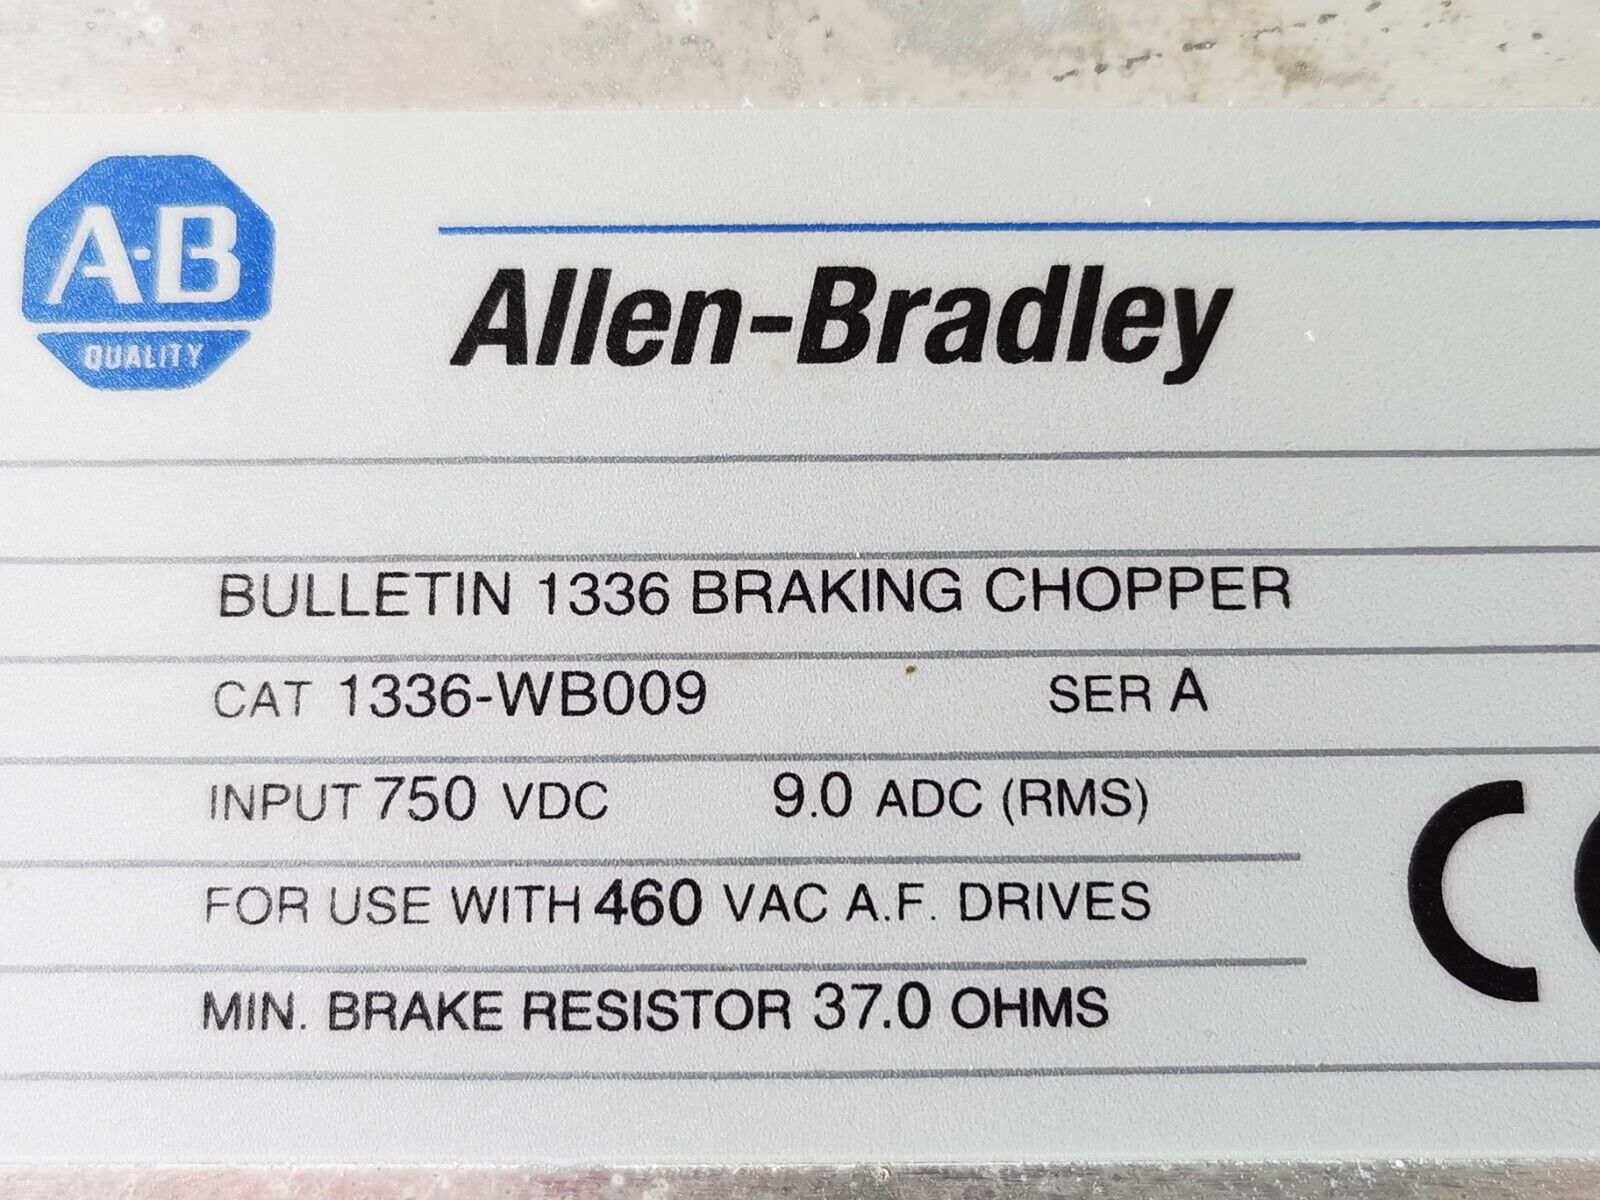 A-B
QUALITY
Allen-Bradley
BULLETIN 1336 BRAKING CHOPPER
CAT 1336-WB009 SER A
INPUT 750 VDC 9.0 ADC (RMS)
FOR USE WITH 460 VAC A.F. DRIVES
MIN. BRAKE RESISTOR 37.0 OHMS